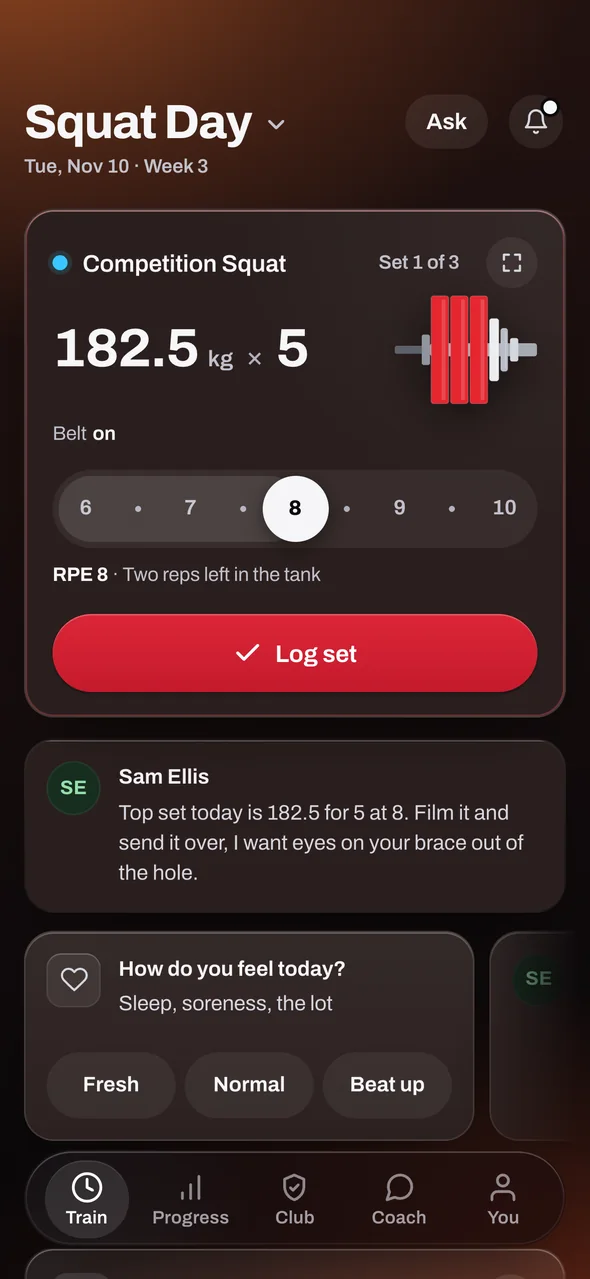 Squat Day
Ask
Tue, Nov 10 · Week 3
Competition Squat
Set 1 of 3
182.5 kg × 5
Belt on
6 • 7 • 8 • 9 • 10
RPE 8 · Two reps left in the tank
Log set
SE
Sam Ellis
Top set today is 182.5 for 5 at 8. Film it and
send it over, I want eyes on your brace out of
the hole.
How do you feel today?
Sleep, soreness, the lot
Fresh
Normal
Beat up
SE
Train
Progress
Club
Coach
You